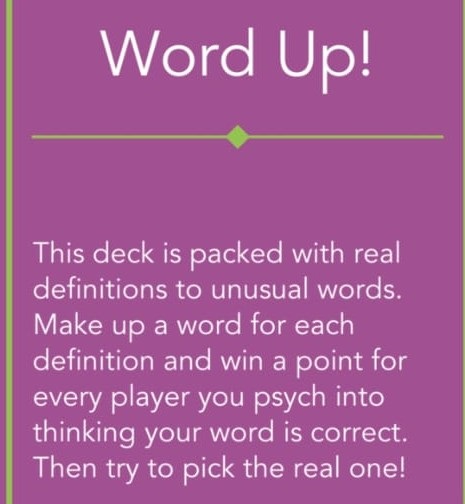 Word Up!
This deck is packed with real
definitions to unusual words.
Make up a word for each
definition and win a point for
every player you psych into
thinking your word is correct.
Then try to pick the real one!